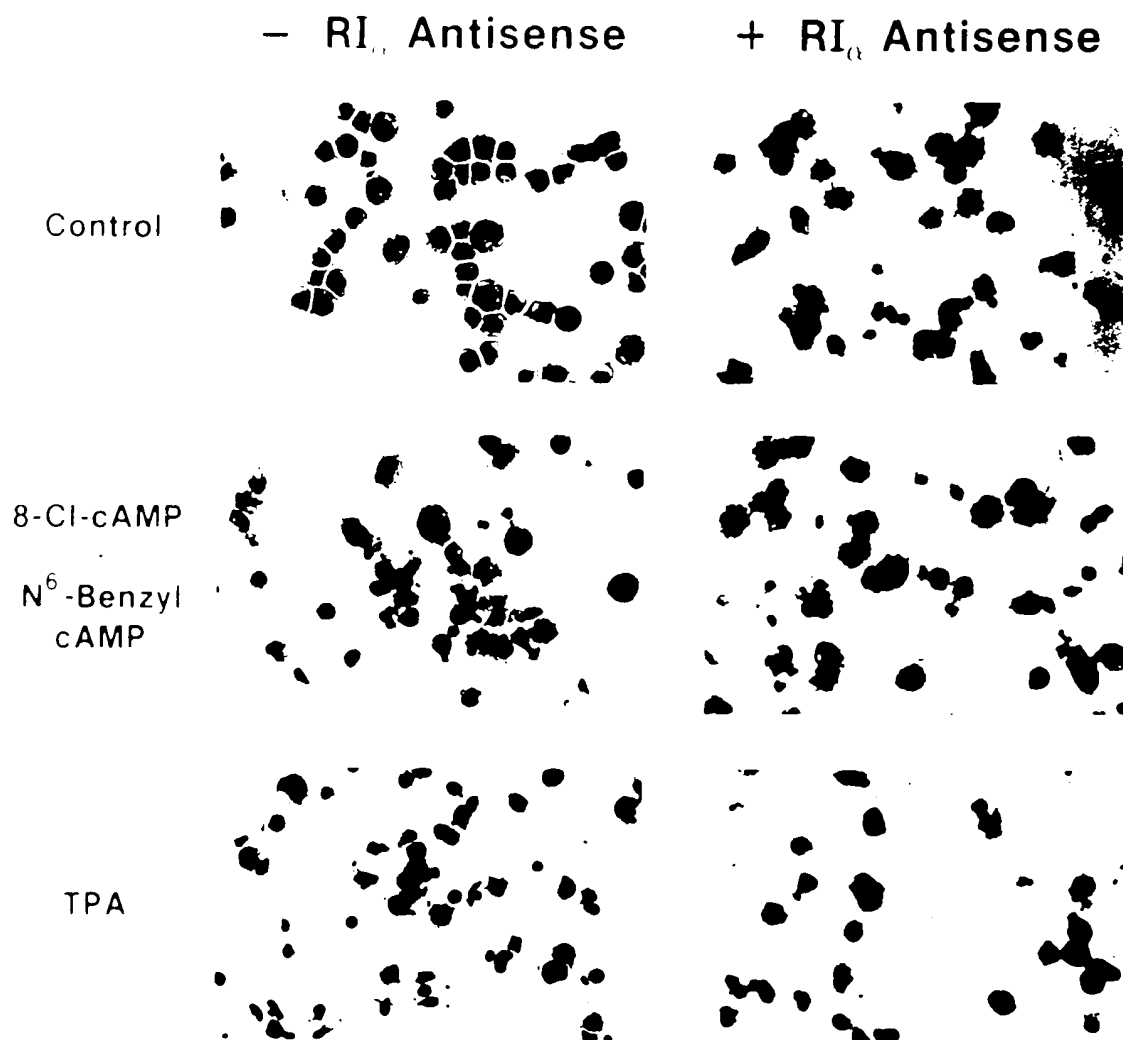 − RIα Antisense
+ RIα Antisense
Control
8-Cl-cAMP
N⁶-Benzyl
cAMP
TPA